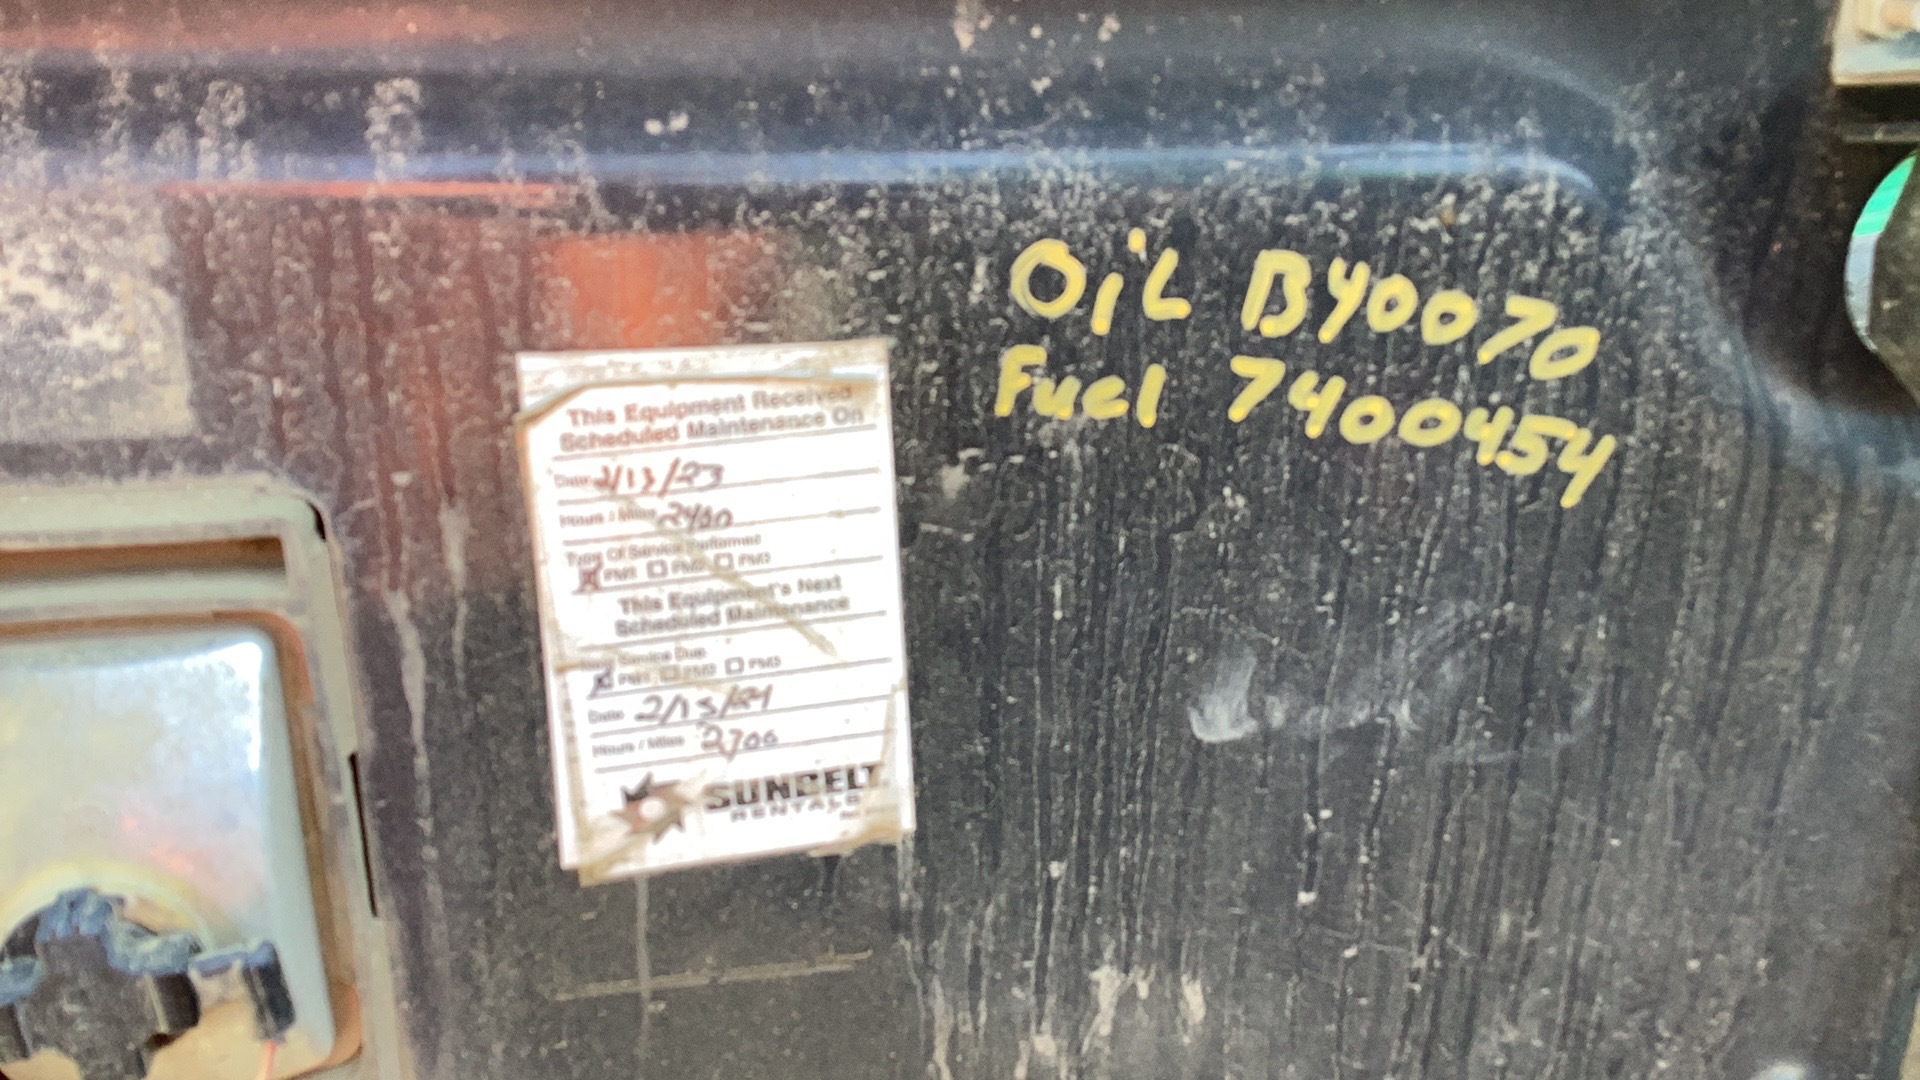 OiL BY0070
Fuel 7400454
This Equipment Received
Scheduled Maintenance On
Date 2/13/23
Hours / Miles 2400
Type Of Service Performed
PM1 PM2 PM3
This Equipment's Next
Scheduled Maintenance
Service Due
PM1 PM2 PM3
Date 2/13/24
Hours / Miles 2700
SUNBELT
RENTALS